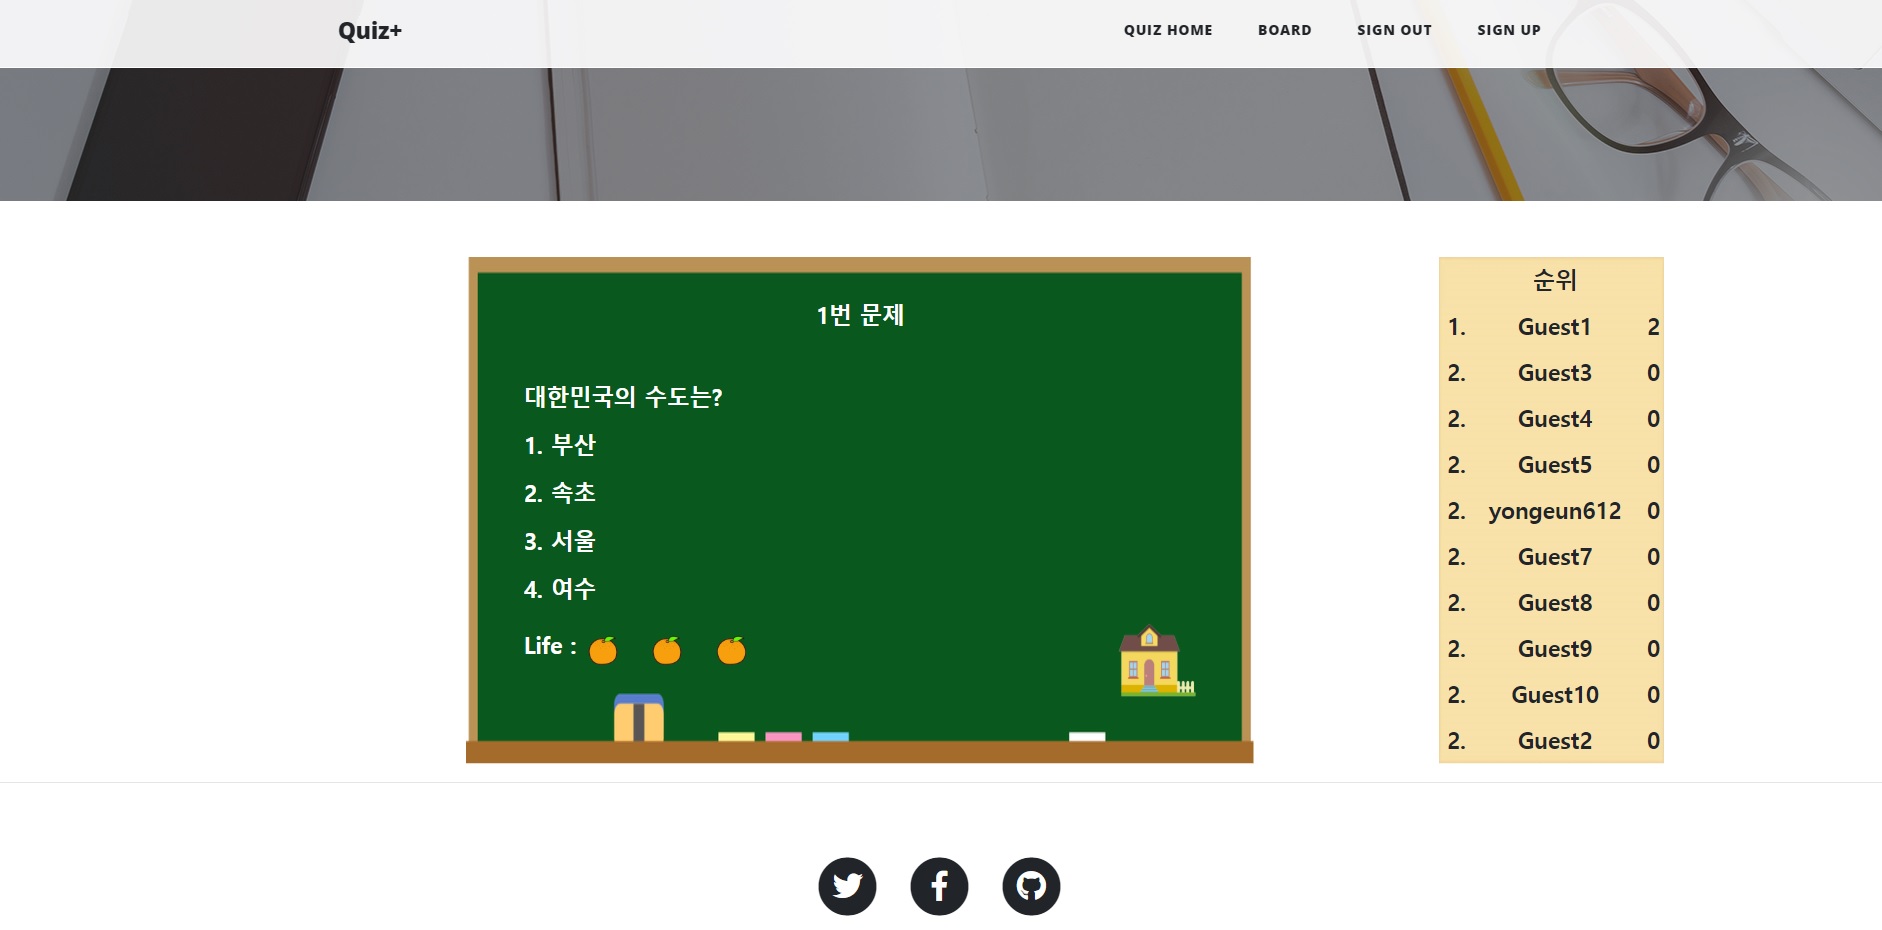 Quiz+
QUIZ HOME BOARD SIGN OUT SIGN UP
1번 문제
대한민국의 수도는?
1. 부산
2. 속초
3. 서울
4. 여수
Life :
순위
1. Guest1 2
2. Guest3 0
2. Guest4 0
2. Guest5 0
2. yongeun612 0
2. Guest7 0
2. Guest8 0
2. Guest9 0
2. Guest10 0
2. Guest2 0